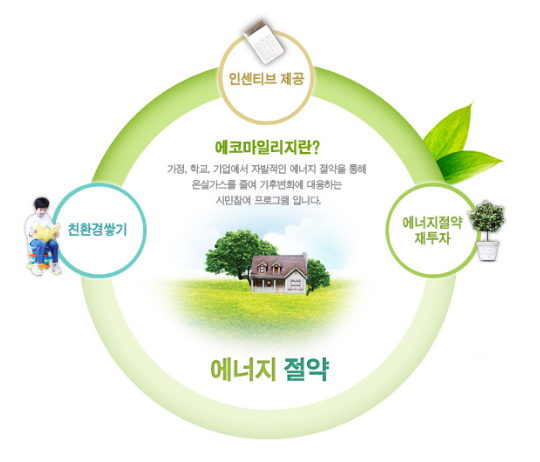 인센티브 제공
에코마일리지란?
가정, 학교, 기업에서 자발적인 에너지 절약을 통해
온실가스를 줄여 기후변화에 대응하는
시민참여 프로그램 입니다.
친환경쌓기
에너지절약
재투자
에너지 절약